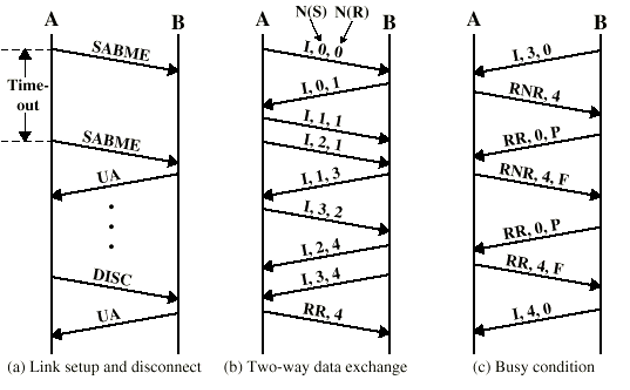 A
B
SABME
Time-
out
SABME
UA
DISC
UA
(a) Link setup and disconnect
N(S) N(R)
A
B
I, 0, 0
I, 0, 1
I, 1, 1
I, 2, 1
I, 1, 3
I, 3, 2
I, 2, 4
I, 3, 4
RR, 4
(b) Two-way data exchange
A
B
I, 3, 0
RNR, 4
RR, 0, P
RNR, 4, F
RR, 0, P
RR, 4, F
I, 4, 0
(c) Busy condition